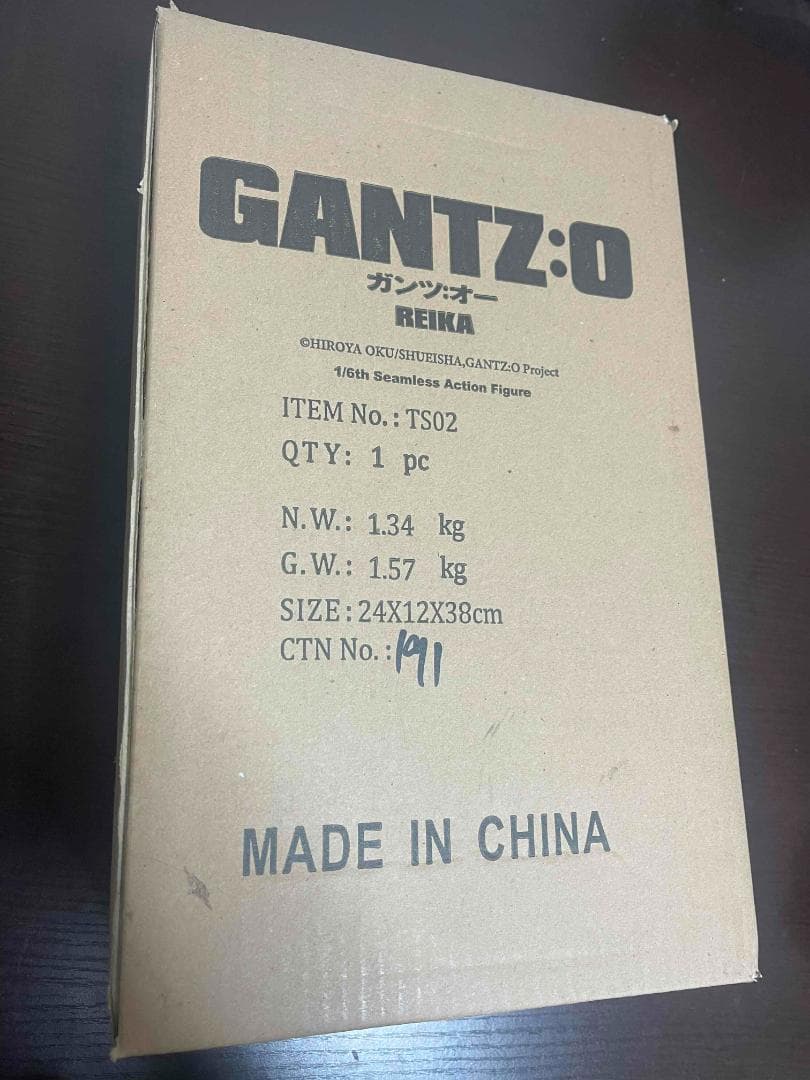 GANTZ:O
ガンツ:オー
REIKA
©HIROYA OKU/SHUEISHA,GANTZ:O Project
1/6th Seamless Action Figure
ITEM No.: TS02
QTY: 1 pc
N.W.: 1.34 kg
G.W.: 1.57 kg
SIZE:24X12X38cm
CTN No.:191
MADE IN CHINA